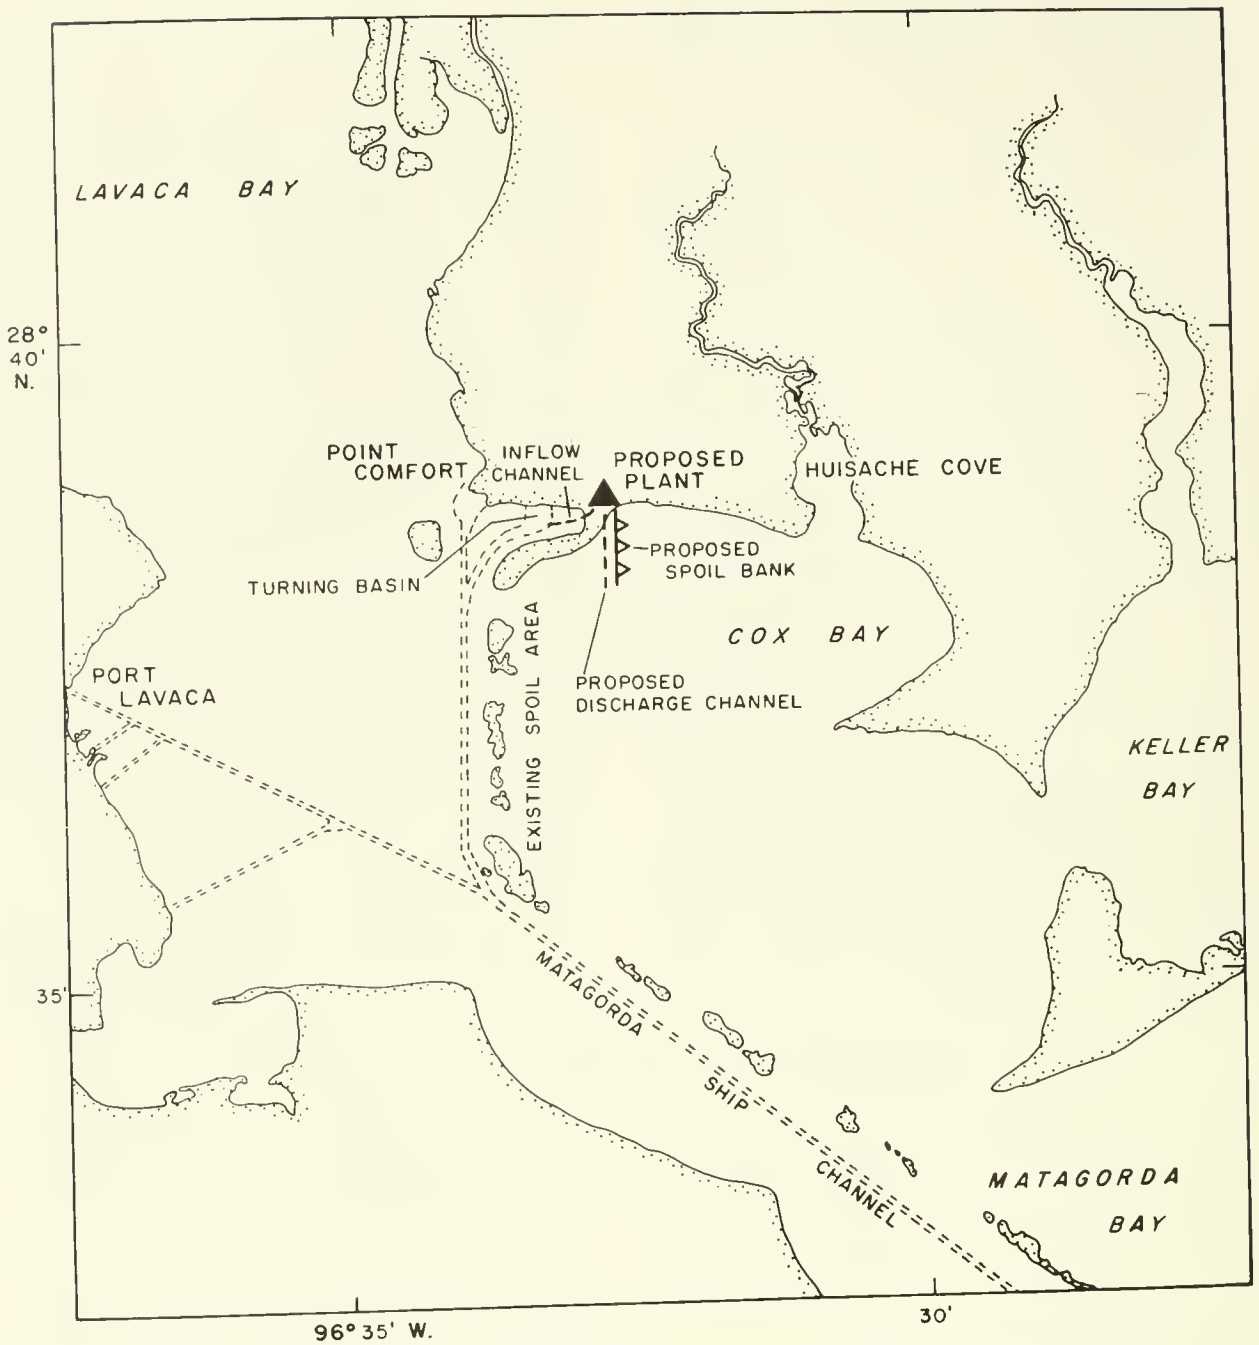 LAVACA BAY
28°
40'
N.
POINT
COMFORT
INFLOW
CHANNEL
PROPOSED
PLANT
HUISACHE COVE
TURNING BASIN
PROPOSED
SPOIL BANK
COX BAY
EXISTING SPOIL AREA
PROPOSED
DISCHARGE CHANNEL
PORT
LAVACA
KELLER
BAY
35'
MATAGORDA
SHIP
CHANNEL
MATAGORDA
BAY
96° 35' W.
30'